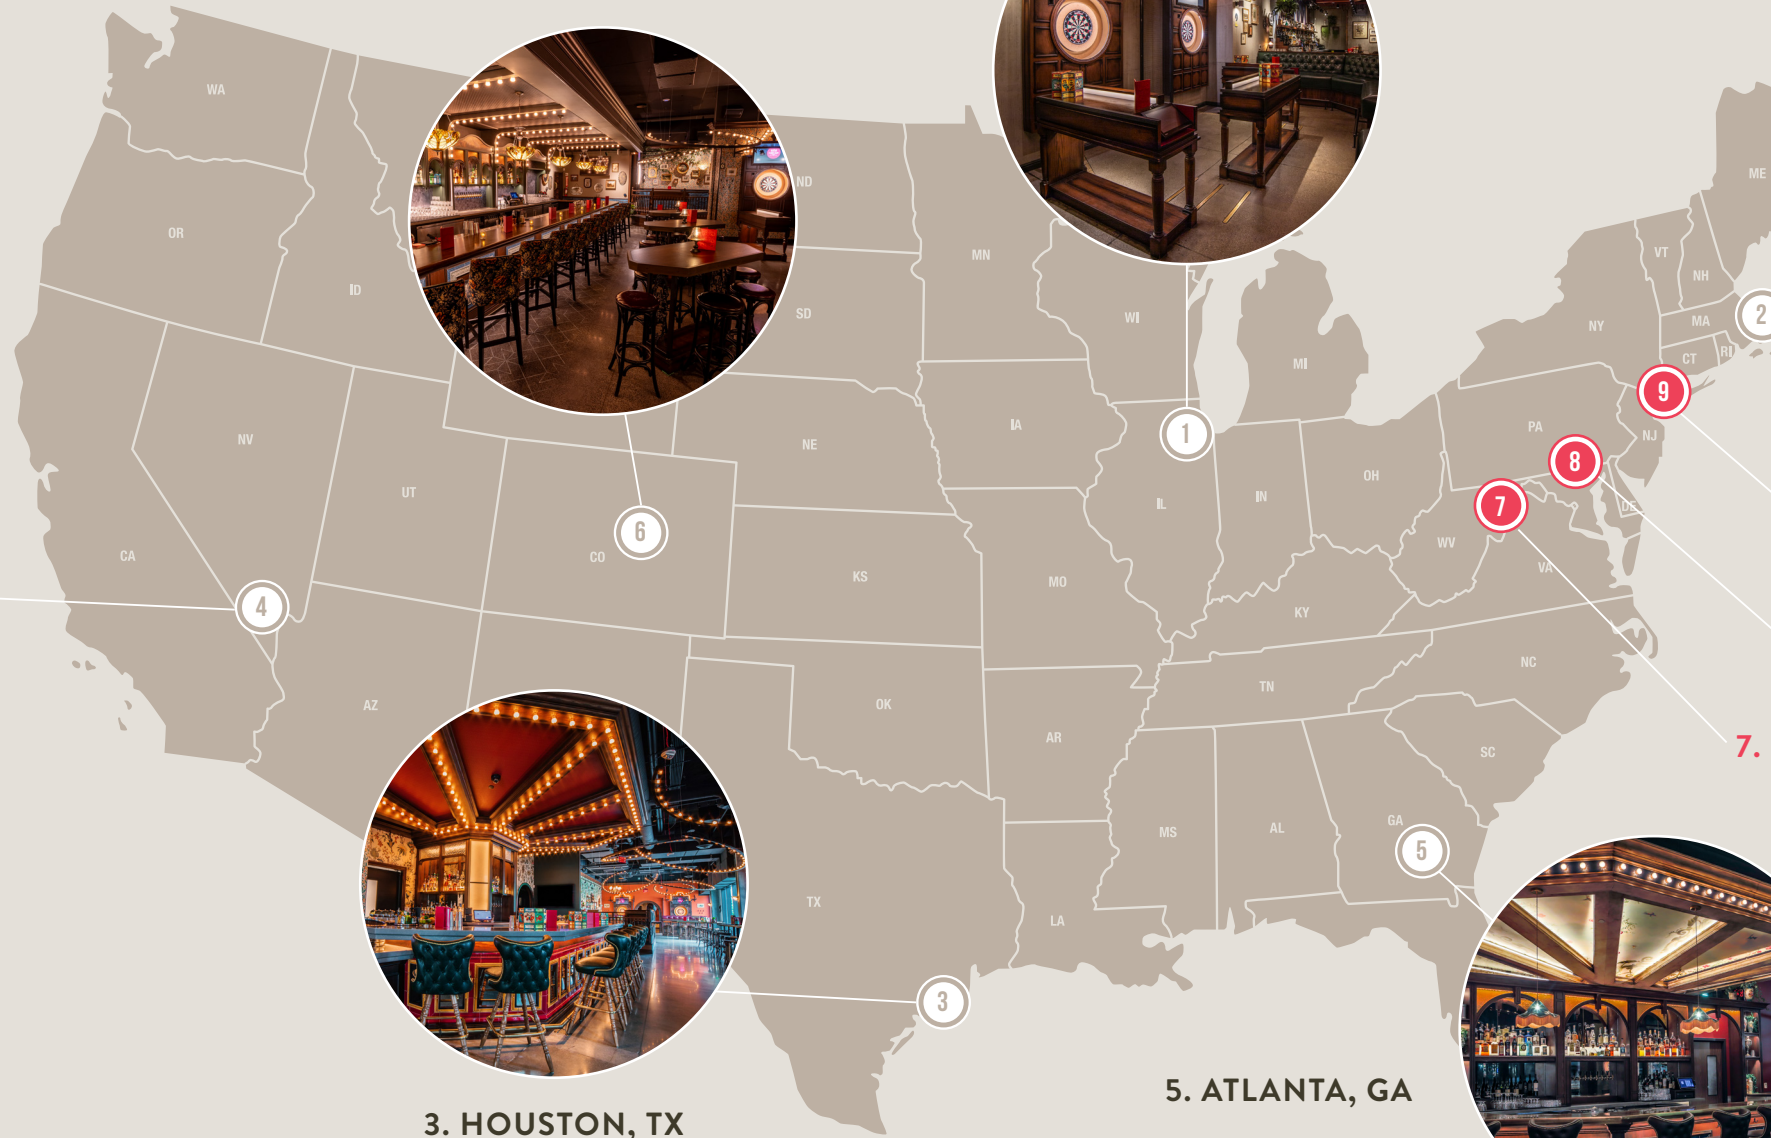 WA
ME
ND
OR
VT
MN
NH
ID
SD
WI
2
MA
NY
RI
CT
MI
9
IA
PA
1
NJ
NV
NE
8
OH
UT
IN
IL
7
DE
6
WV
CA
CO
VA
KS
MO
4
KY
NC
TN
AZ
OK
AR
7.
SC
GA
AL
MS
5
TX
LA
3
5. ATLANTA, GA
3. HOUSTON, TX